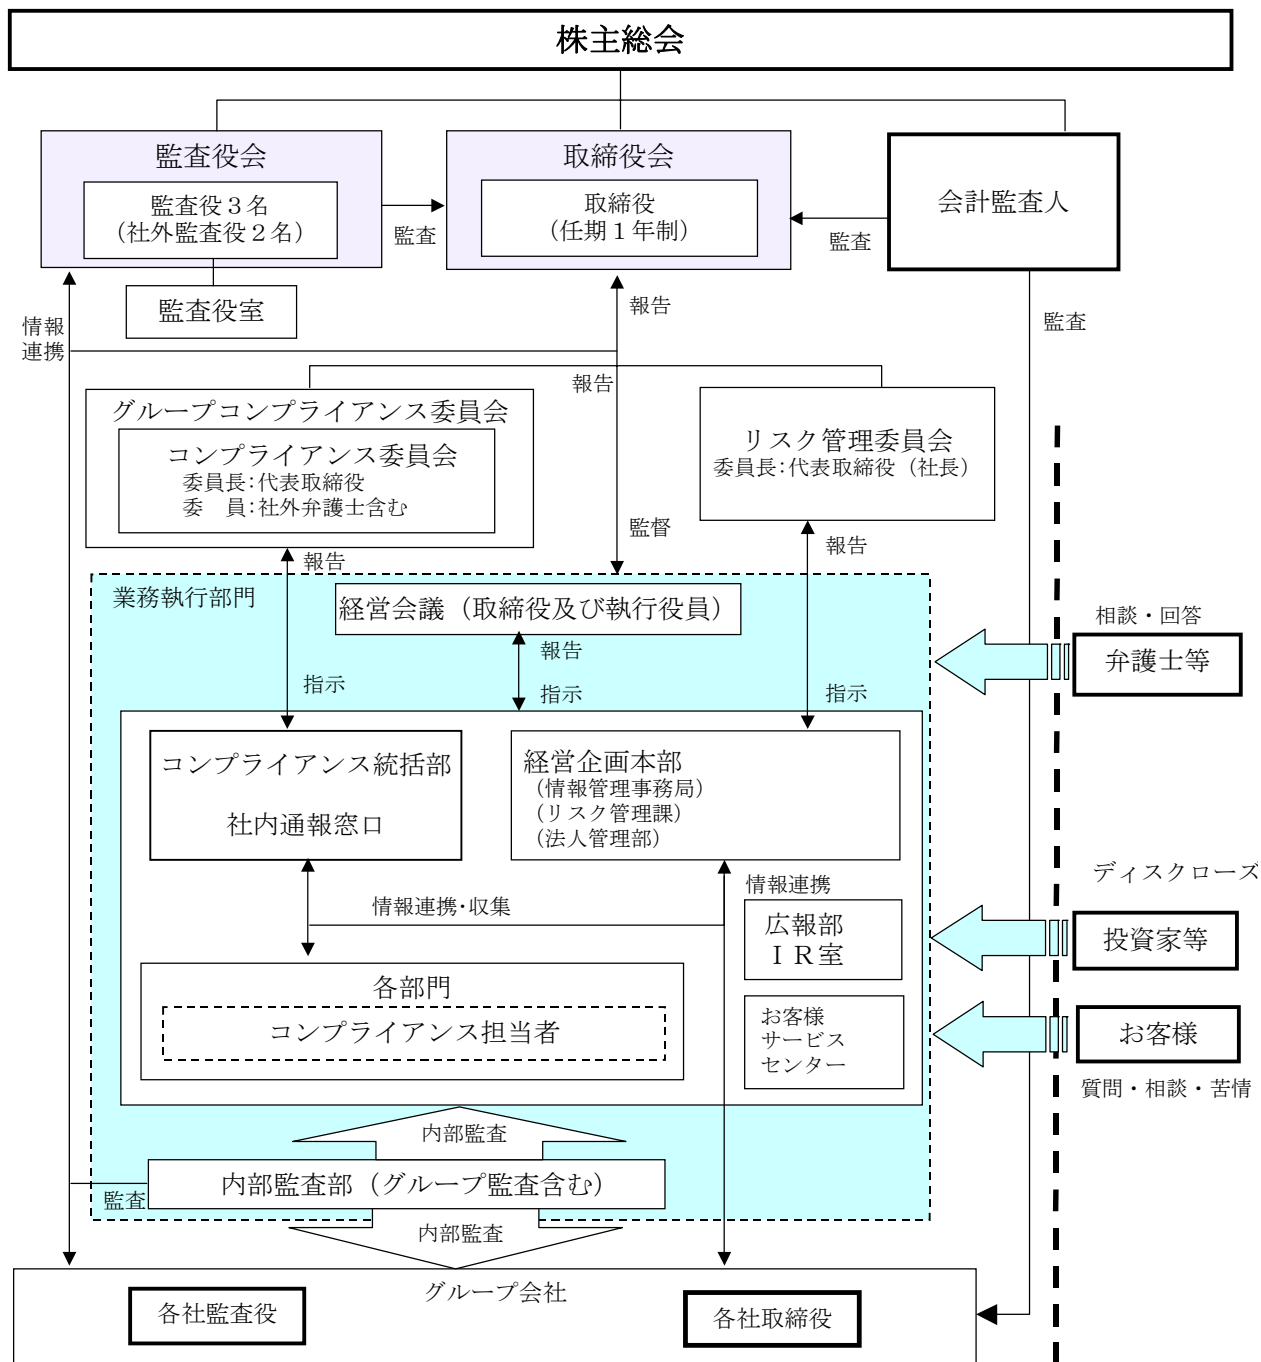 株主総会
監査役会
監査役３名
（社外監査役２名）
監査役室
監査
取締役会
取締役
（任期１年制）
監査
会計監査人
監査
情報
連携
報告
報告
グループコンプライアンス委員会
コンプライアンス委員会
委員長：代表取締役
委　員：社外弁護士含む
リスク管理委員会
委員長：代表取締役（社長）
監督
報告
報告
業務執行部門
経営会議（取締役及び執行役員）
報告
指示
指示
指示
相談・回答
弁護士等
コンプライアンス統括部
社内通報窓口
経営企画本部
（情報管理事務局）
（リスク管理課）
（法人管理部）
情報連携・収集
情報連携
広報部
ＩＲ室
ディスクローズ
投資家等
各部門
コンプライアンス担当者
お客様
サービス
センター
お客様
質問・相談・苦情
内部監査
内部監査部（グループ監査含む）
監査
内部監査
グループ会社
各社監査役
各社取締役